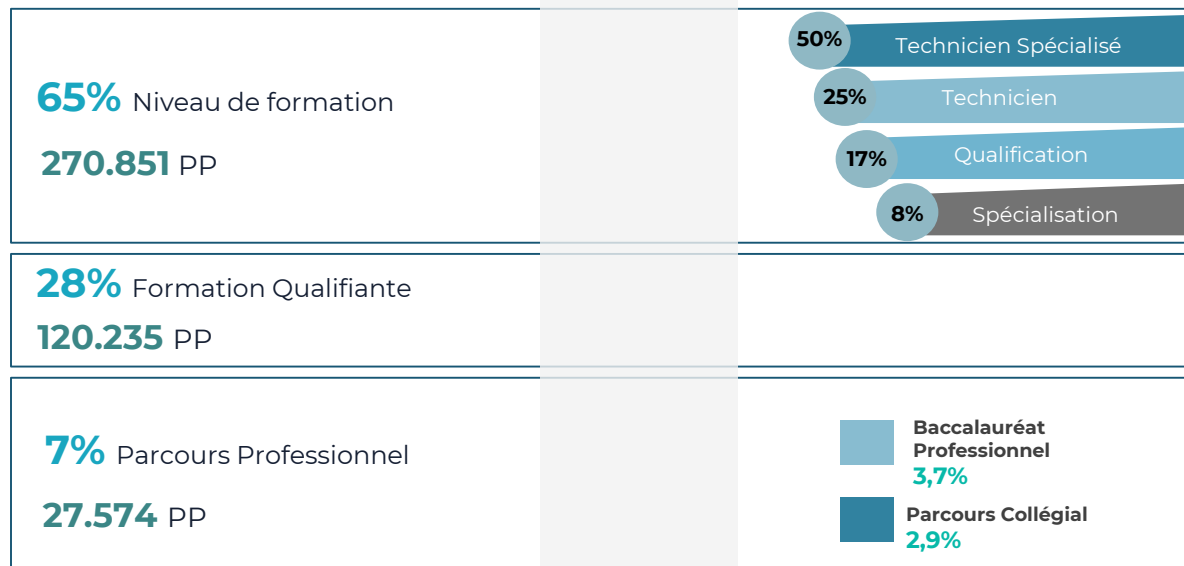 65% Niveau de formation
270.851 PP
50% Technicien Spécialisé
25% Technicien
17% Qualification
8% Spécialisation
28% Formation Qualifiante
120.235 PP
7% Parcours Professionnel
27.574 PP
Baccalauréat
Professionnel
3,7%
Parcours Collégial
2,9%